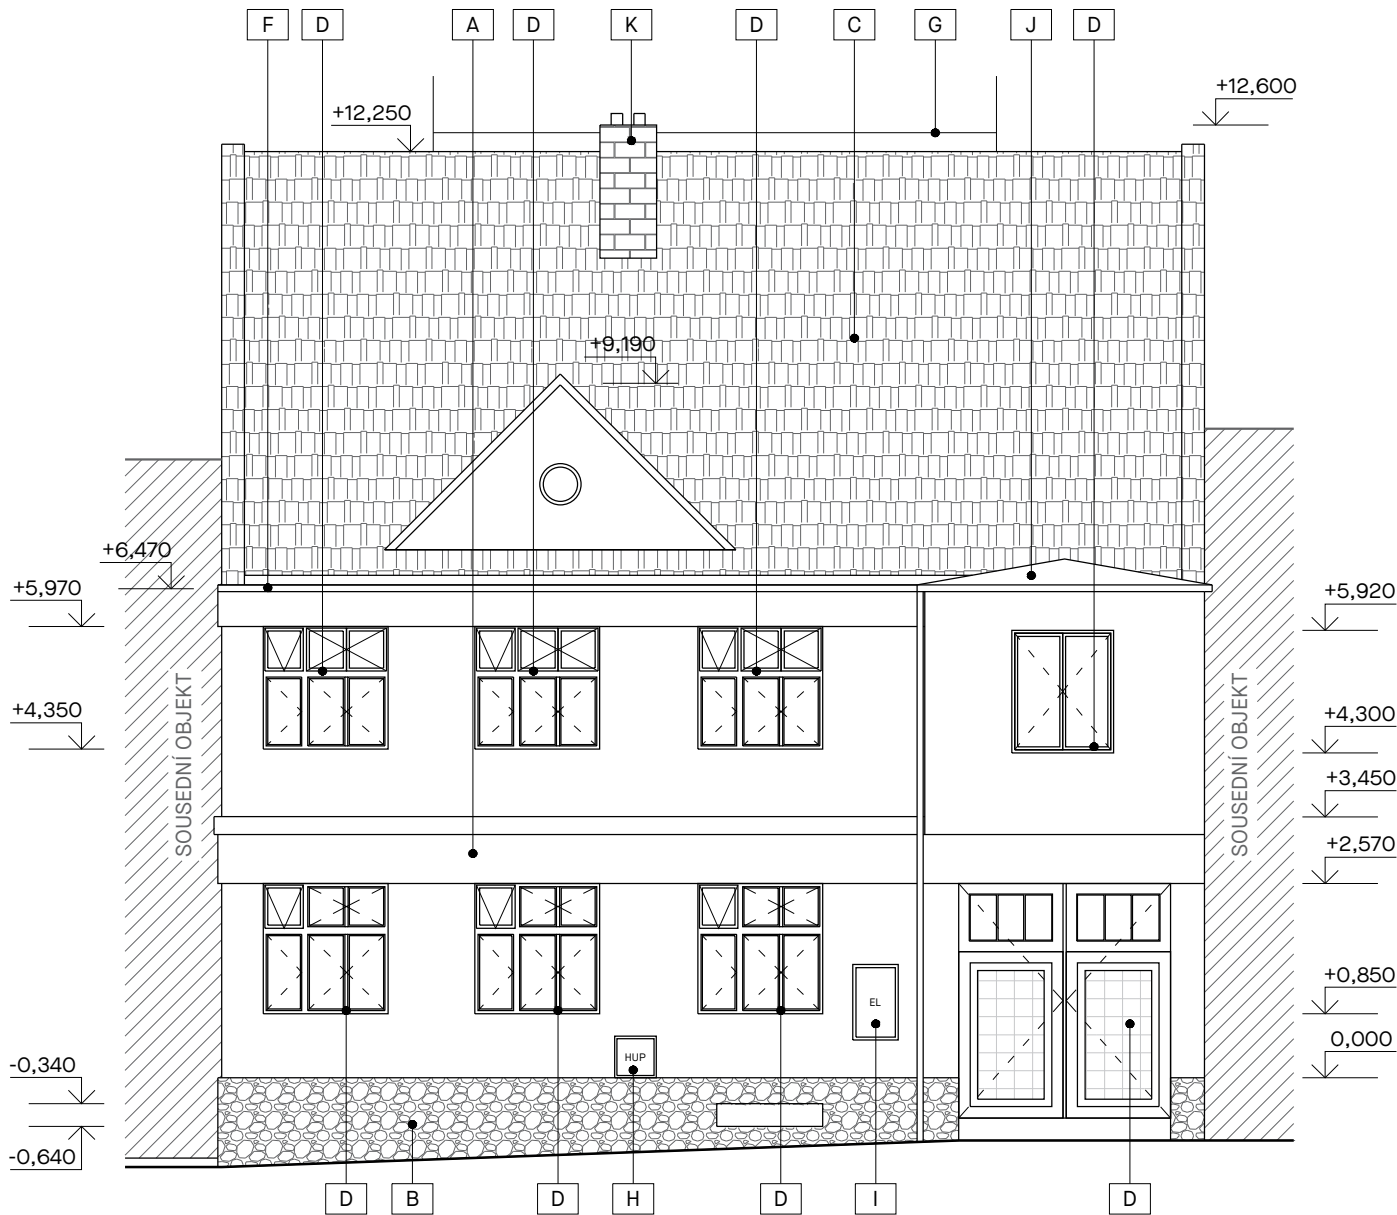 F D A D K D C G J D
+12,250
+12,600
+9,190
+6,470
+5,970
+5,920
+4,350
+4,300
SOUSEDNÍ OBJEKT
SOUSEDNÍ OBJEKT
+3,450
+2,570
+0,850
EL
0,000
HUP
-0,340
-0,640
D B D H D I D